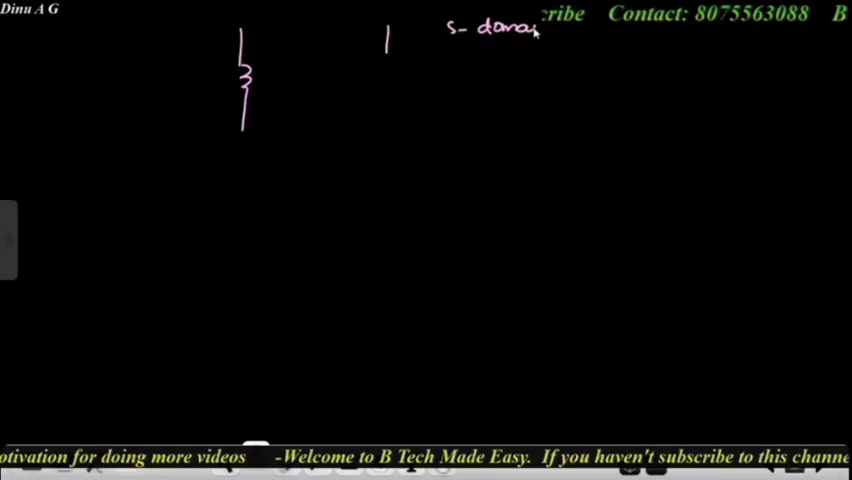 Dinu A G
cribe Contact: 8075563088 B
s- domai
otivation for doing more videos -Welcome to B Tech Made Easy. If you haven't subscribe to this channe